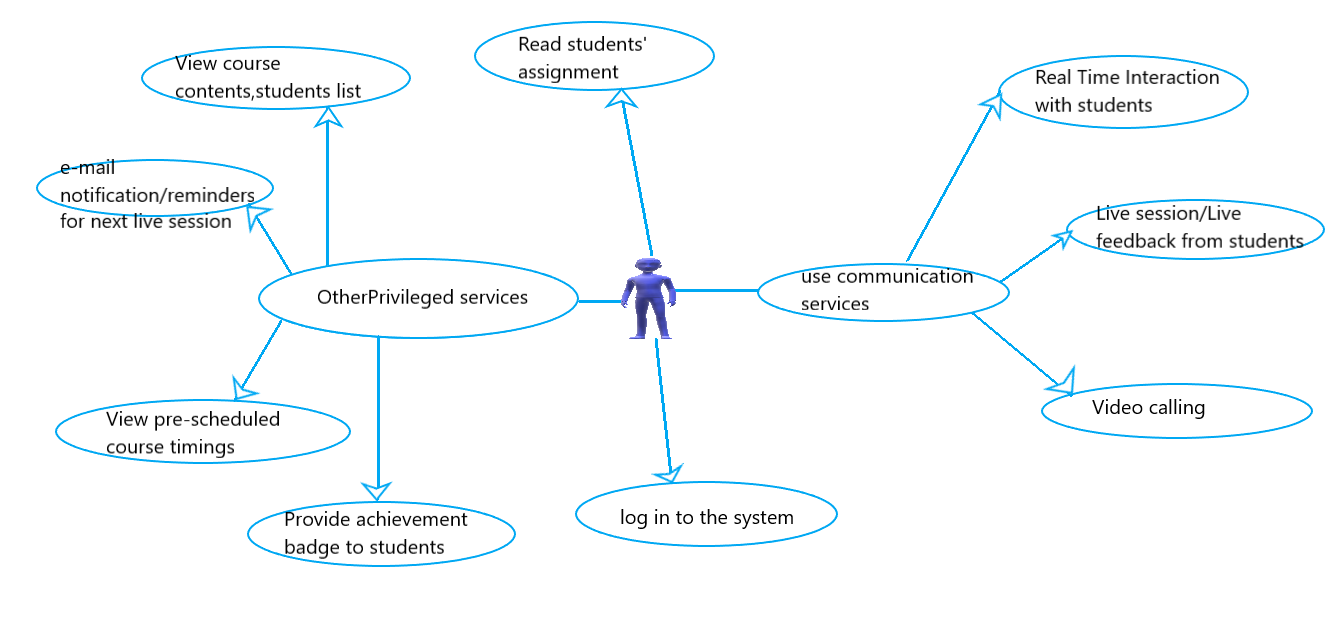 Read students'
assignment
View course
contents,students list
Real Time Interaction
with students
e-mail
notification/reminders
for next live session
Live session/Live
feedback from students
OtherPrivileged services
use communication
services
View pre-scheduled
course timings
Video calling
Provide achievement
badge to students
log in to the system